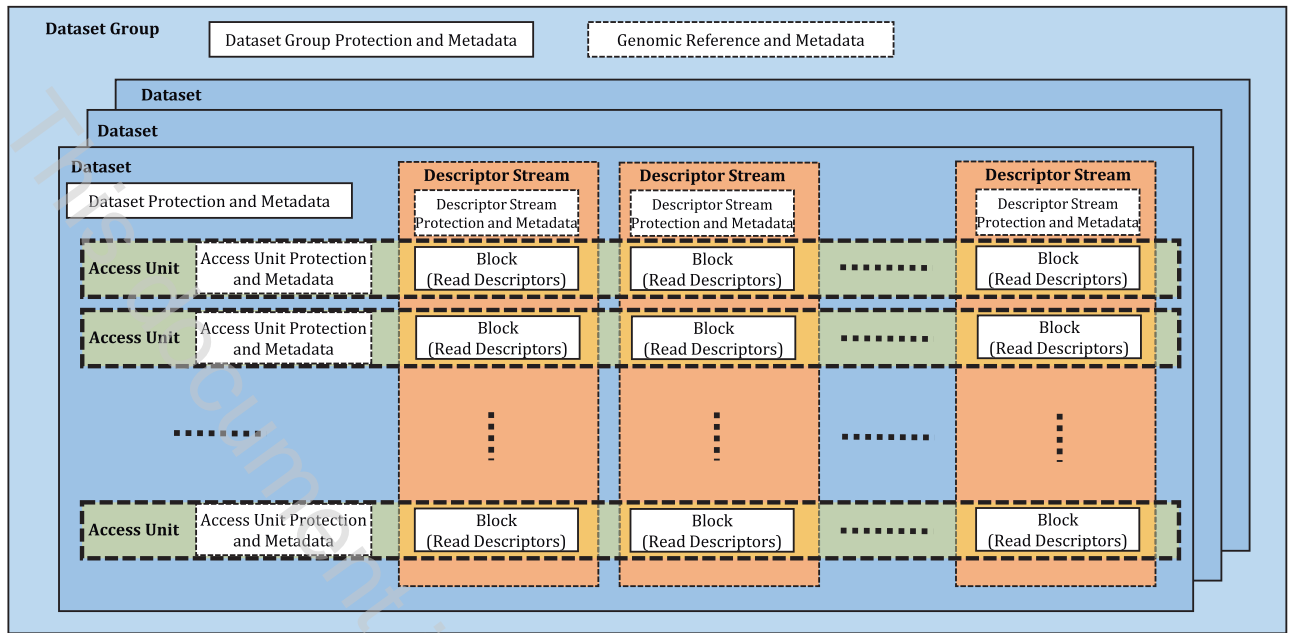 Dataset Group
Dataset Group Protection and Metadata
Genomic Reference and Metadata
Dataset
Dataset
Dataset
Dataset Protection and Metadata
Descriptor Stream
Descriptor Stream
Protection and Metadata
Descriptor Stream
Descriptor Stream
Protection and Metadata
Descriptor Stream
Descriptor Stream
Protection and Metadata
Access Unit
Access Unit Protection
and Metadata
Block
(Read Descriptors)
Block
(Read Descriptors)
Block
(Read Descriptors)
Access Unit
Access Unit Protection
and Metadata
Block
(Read Descriptors)
Block
(Read Descriptors)
Block
(Read Descriptors)
Access Unit
Access Unit Protection
and Metadata
Block
(Read Descriptors)
Block
(Read Descriptors)
Block
(Read Descriptors)
This document